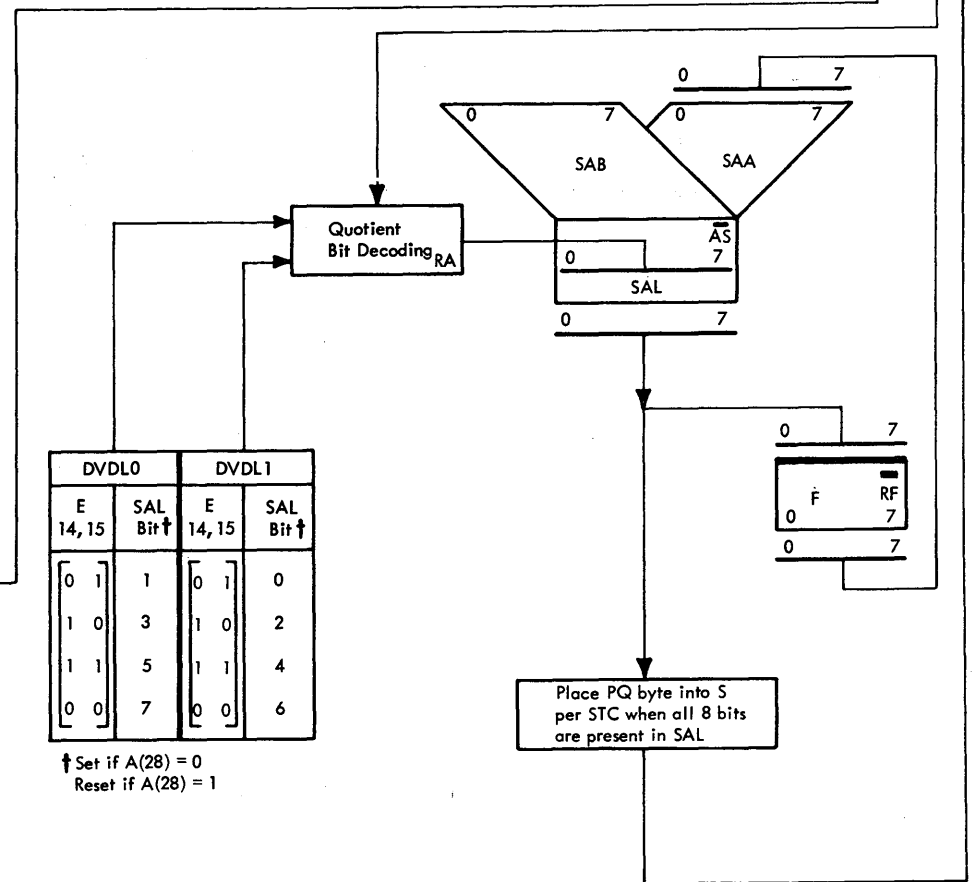 0 7
0 7 0 7
SAB SAA
Quotient
Bit Decoding RA
AS
0 7
SAL
0 7
0 7
F RF
0 7
0 7
DVDL0 DVDL1
E SAL E SAL
14, 15 Bit† 14, 15 Bit†
0 1 1 0 1 0
1 0 3 1 0 2
1 1 5 1 1 4
0 0 7 0 0 6
† Set if A(28) = 0
Reset if A(28) = 1
Place PQ byte into S
per STC when all 8 bits
are present in SAL